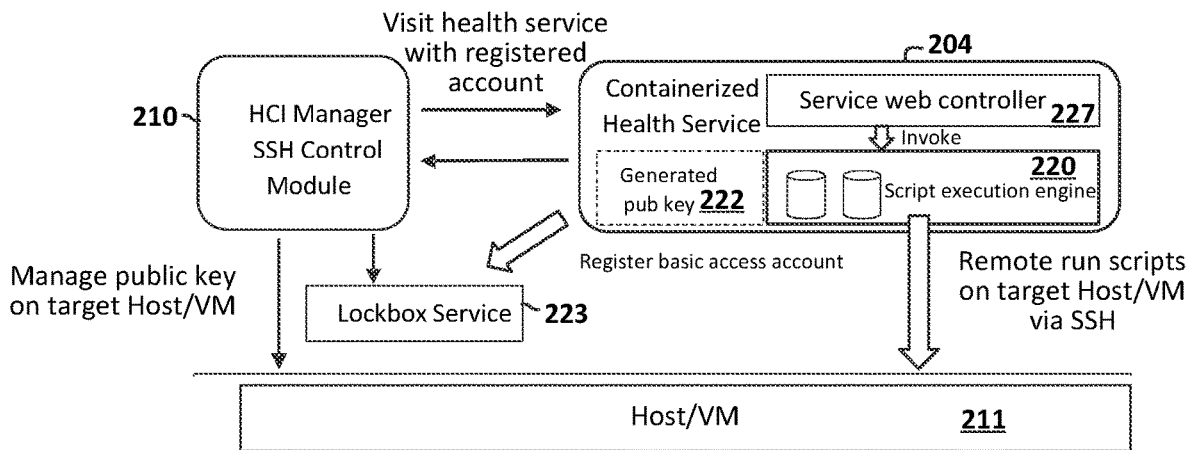 Visit health service
with registered
account
204
210
HCI Manager
SSH Control
Module
Containerized
Health Service
Service web controller
227
Invoke
Generated
pub key 222
220
Script execution engine
Manage public key
on target Host/VM
Register basic access account
Lockbox Service
223
Remote run scripts
on target Host/VM
via SSH
Host/VM
211